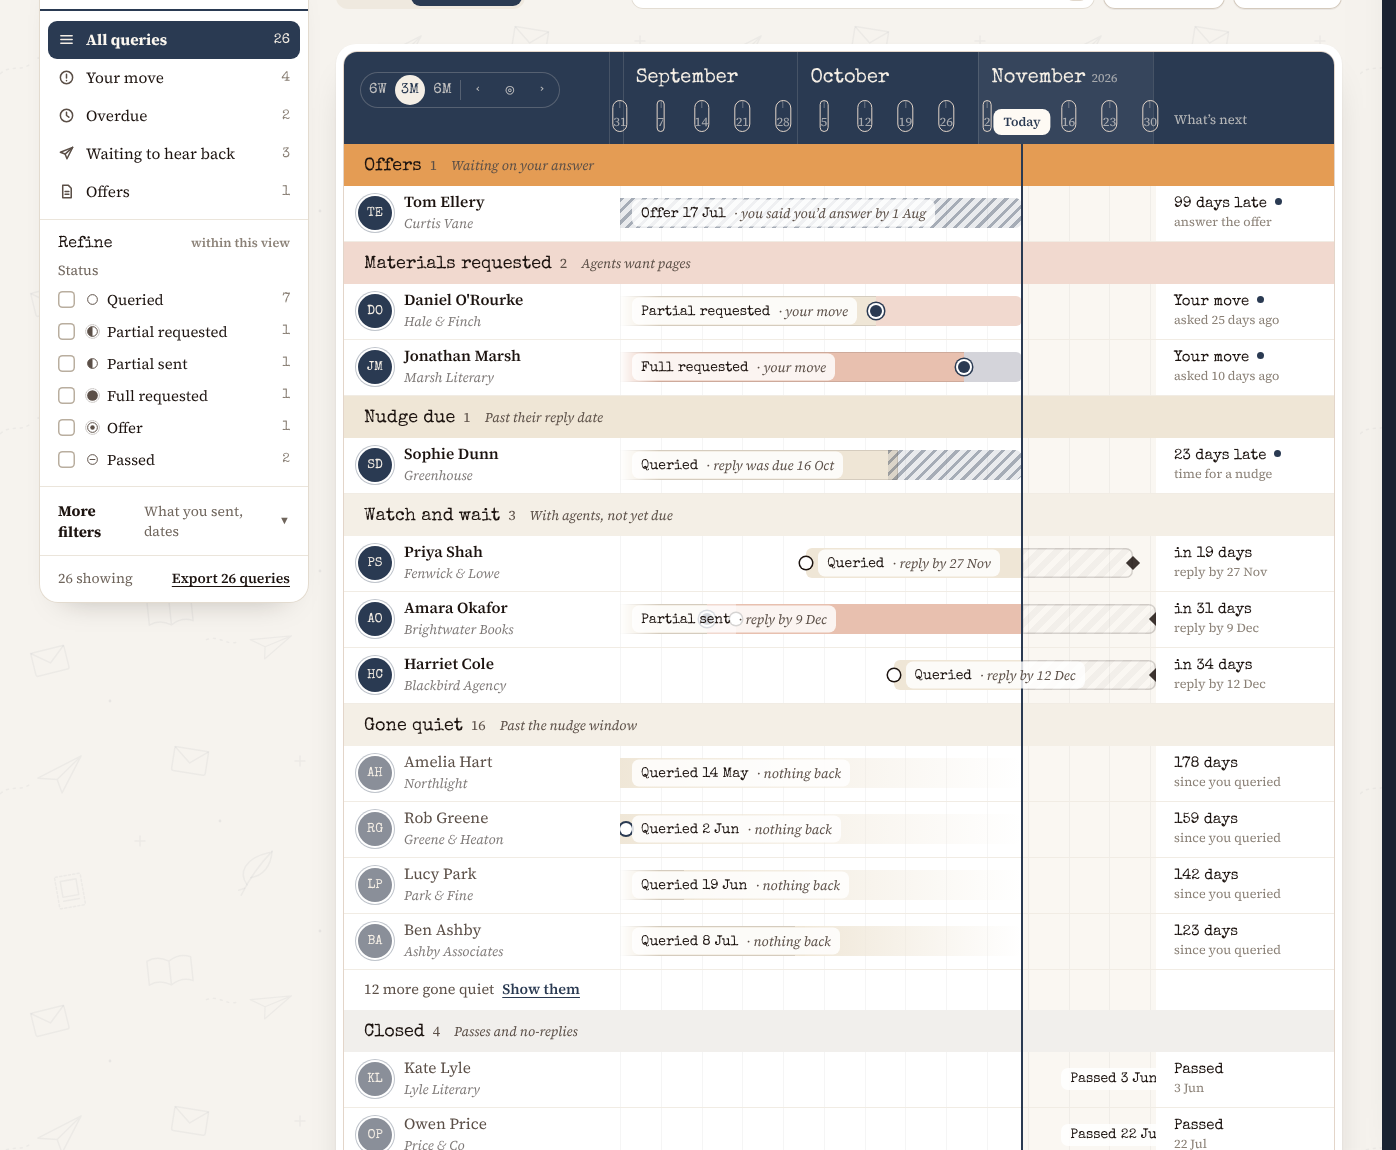 All queries 26
Your move 4
Overdue 2
Waiting to hear back 3
Offers 1
Refine within this view
Status
Queried 7
Partial requested 1
Partial sent 1
Full requested 1
Offer 1
Passed 2
More filters What you sent, dates ▼
26 showing Export 26 queries
6W 3M 6M ‹ ◎ ›
September October November 2026
31 7 14 21 28 5 12 19 26 2 Today 16 23 30 What's next
Offers 1 Waiting on your answer
TE Tom Ellery
Curtis Vane
Offer 17 Jul · you said you'd answer by 1 Aug
99 days late
answer the offer
Materials requested 2 Agents want pages
DO Daniel O'Rourke
Hale & Finch
Partial requested · your move
Your move
asked 25 days ago
JM Jonathan Marsh
Marsh Literary
Full requested · your move
Your move
asked 10 days ago
Nudge due 1 Past their reply date
SD Sophie Dunn
Greenhouse
Queried · reply was due 16 Oct
23 days late
time for a nudge
Watch and wait 3 With agents, not yet due
PS Priya Shah
Fenwick & Lowe
Queried · reply by 27 Nov
in 19 days
reply by 27 Nov
AO Amara Okafor
Brightwater Books
Partial sent · reply by 9 Dec
in 31 days
reply by 9 Dec
HC Harriet Cole
Blackbird Agency
Queried · reply by 12 Dec
in 34 days
reply by 12 Dec
Gone quiet 16 Past the nudge window
AH Amelia Hart
Northlight
Queried 14 May · nothing back
178 days
since you queried
RG Rob Greene
Greene & Heaton
Queried 2 Jun · nothing back
159 days
since you queried
LP Lucy Park
Park & Fine
Queried 19 Jun · nothing back
142 days
since you queried
BA Ben Ashby
Ashby Associates
Queried 8 Jul · nothing back
123 days
since you queried
12 more gone quiet Show them
Closed 4 Passes and no-replies
KL Kate Lyle
Lyle Literary
Passed 3 Jun
Passed
3 Jun
OP Owen Price
Price & Co
Passed 22 Ju
Passed
22 Jul